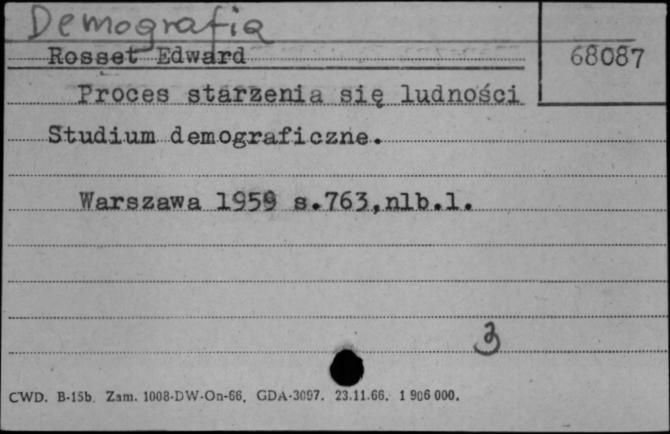 Demografia
Rosset Edward
68087
Proces starzenia się ludności
Studium demograficzne.
Warszawa 1959 s.763,nlb.1.
3
CWD. B-15b. Zam. 1008-DW-On-66. GDA-3097. 23.11.66. 1 906 000.